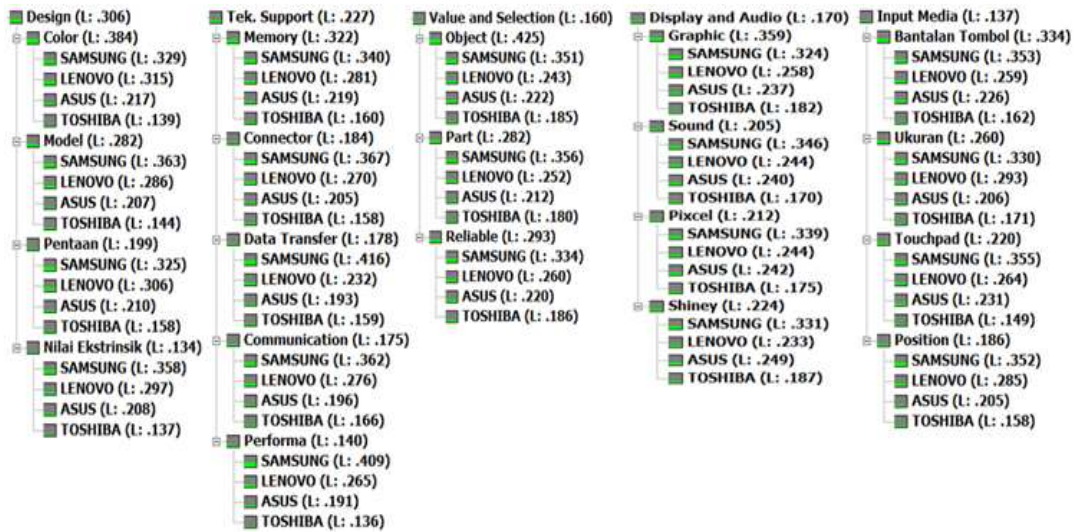 Design (L: .306)
Color (L: .384)
SAMSUNG (L: .329)
LENOVO (L: .315)
ASUS (L: .217)
TOSHIBA (L: .139)
Model (L: .282)
SAMSUNG (L: .363)
LENOVO (L: .286)
ASUS (L: .207)
TOSHIBA (L: .144)
Pentaan (L: .199)
SAMSUNG (L: .325)
LENOVO (L: .306)
ASUS (L: .210)
TOSHIBA (L: .158)
Nilai Ekstrinsik (L: .134)
SAMSUNG (L: .358)
LENOVO (L: .297)
ASUS (L: .208)
TOSHIBA (L: .137)
Tek. Support (L: .227)
Memory (L: .322)
SAMSUNG (L: .340)
LENOVO (L: .281)
ASUS (L: .219)
TOSHIBA (L: .160)
Connector (L: .184)
SAMSUNG (L: .367)
LENOVO (L: .270)
ASUS (L: .205)
TOSHIBA (L: .158)
Data Transfer (L: .178)
SAMSUNG (L: .416)
LENOVO (L: .232)
ASUS (L: .193)
TOSHIBA (L: .159)
Communication (L: .175)
SAMSUNG (L: .362)
LENOVO (L: .276)
ASUS (L: .196)
TOSHIBA (L: .166)
Performa (L: .140)
SAMSUNG (L: .409)
LENOVO (L: .265)
ASUS (L: .191)
TOSHIBA (L: .136)
Value and Selection (L: .160)
Object (L: .425)
SAMSUNG (L: .351)
LENOVO (L: .243)
ASUS (L: .222)
TOSHIBA (L: .185)
Part (L: .282)
SAMSUNG (L: .356)
LENOVO (L: .252)
ASUS (L: .212)
TOSHIBA (L: .180)
Reliable (L: .293)
SAMSUNG (L: .334)
LENOVO (L: .260)
ASUS (L: .220)
TOSHIBA (L: .186)
Display and Audio (L: .170)
Graphic (L: .359)
SAMSUNG (L: .324)
LENOVO (L: .258)
ASUS (L: .237)
TOSHIBA (L: .182)
Sound (L: .205)
SAMSUNG (L: .346)
LENOVO (L: .244)
ASUS (L: .240)
TOSHIBA (L: .170)
Pixcel (L: .212)
SAMSUNG (L: .339)
LENOVO (L: .244)
ASUS (L: .242)
TOSHIBA (L: .175)
Shiney (L: .224)
SAMSUNG (L: .331)
LENOVO (L: .233)
ASUS (L: .249)
TOSHIBA (L: .187)
Input Media (L: .137)
Bantalan Tombol (L: .334)
SAMSUNG (L: .353)
LENOVO (L: .259)
ASUS (L: .226)
TOSHIBA (L: .162)
Ukuran (L: .260)
SAMSUNG (L: .330)
LENOVO (L: .293)
ASUS (L: .206)
TOSHIBA (L: .171)
Touchpad (L: .220)
SAMSUNG (L: .355)
LENOVO (L: .264)
ASUS (L: .231)
TOSHIBA (L: .149)
Position (L: .186)
SAMSUNG (L: .352)
LENOVO (L: .285)
ASUS (L: .205)
TOSHIBA (L: .158)